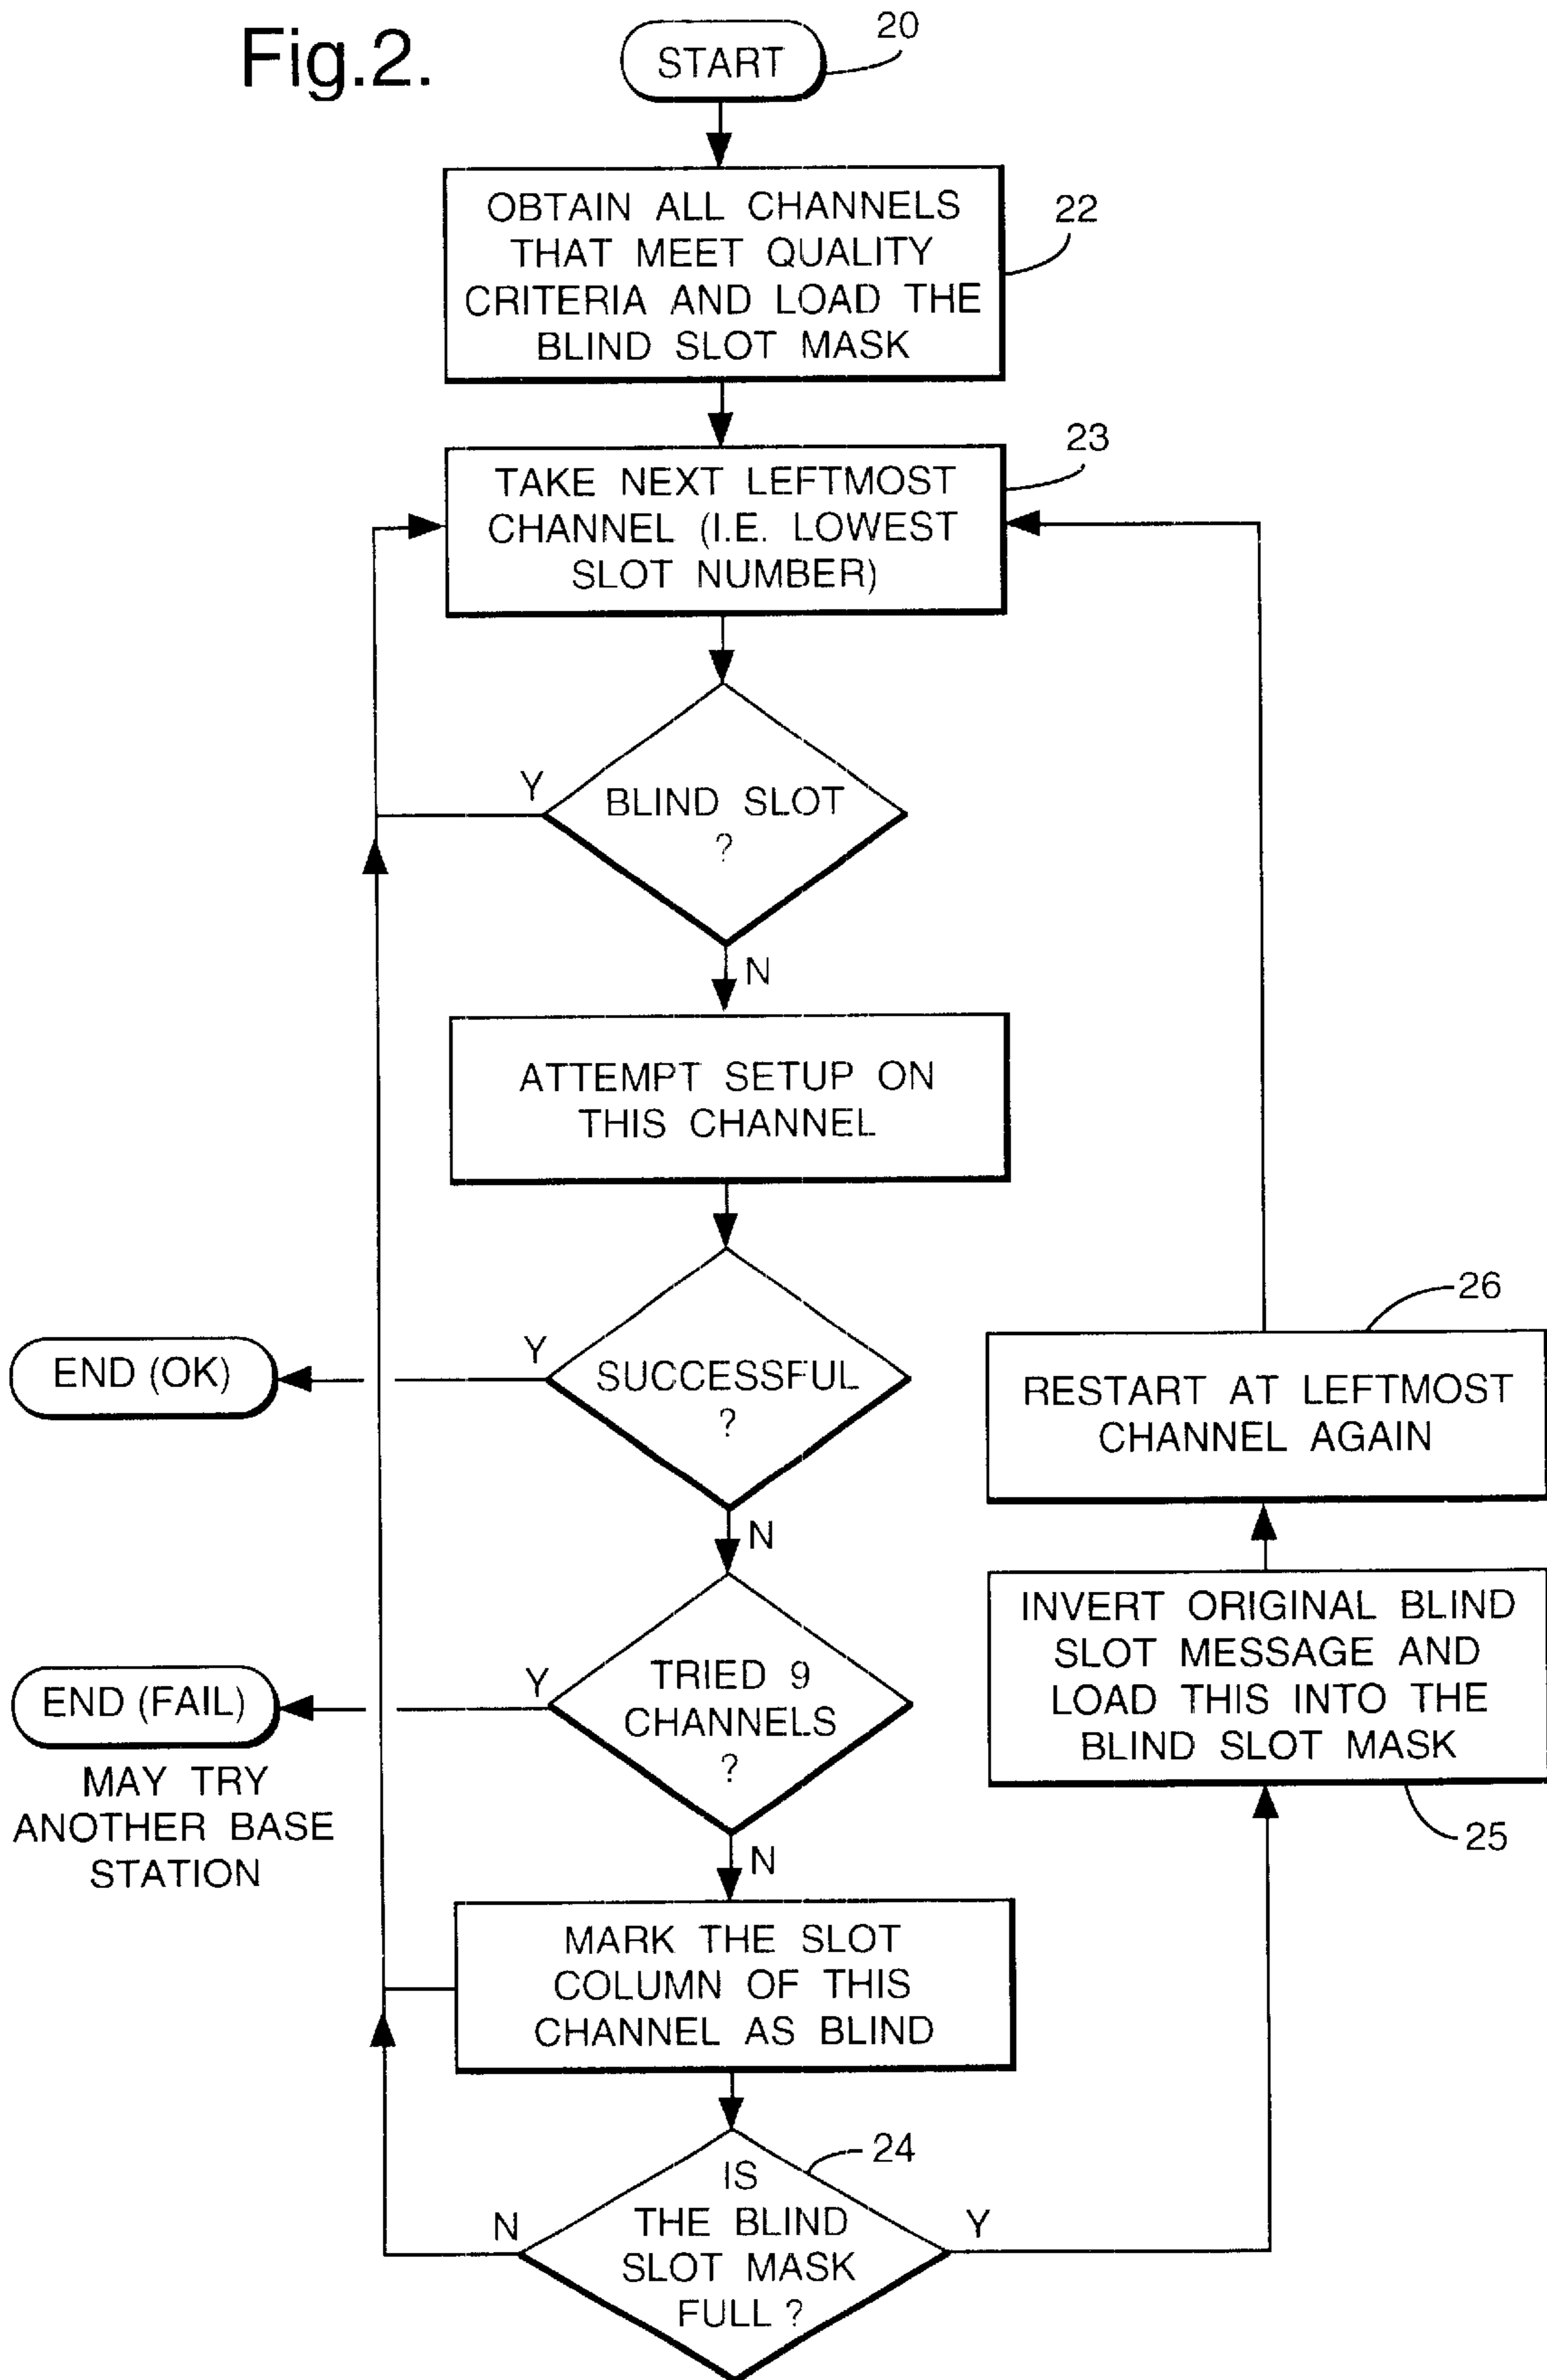 Fig.2.
START
20
OBTAIN ALL CHANNELS
THAT MEET QUALITY
CRITERIA AND LOAD THE
BLIND SLOT MASK
22
TAKE NEXT LEFTMOST
CHANNEL (I.E. LOWEST
SLOT NUMBER)
23
Y
BLIND SLOT
?
N
ATTEMPT SETUP ON
THIS CHANNEL
END (OK)
Y
SUCCESSFUL
?
N
26
RESTART AT LEFTMOST
CHANNEL AGAIN
INVERT ORIGINAL BLIND
SLOT MESSAGE AND
LOAD THIS INTO THE
BLIND SLOT MASK
25
END (FAIL)
MAY TRY
ANOTHER BASE
STATION
Y
TRIED 9
CHANNELS
?
N
MARK THE SLOT
COLUMN OF THIS
CHANNEL AS BLIND
24
N
IS
THE BLIND
SLOT MASK
FULL ?
Y